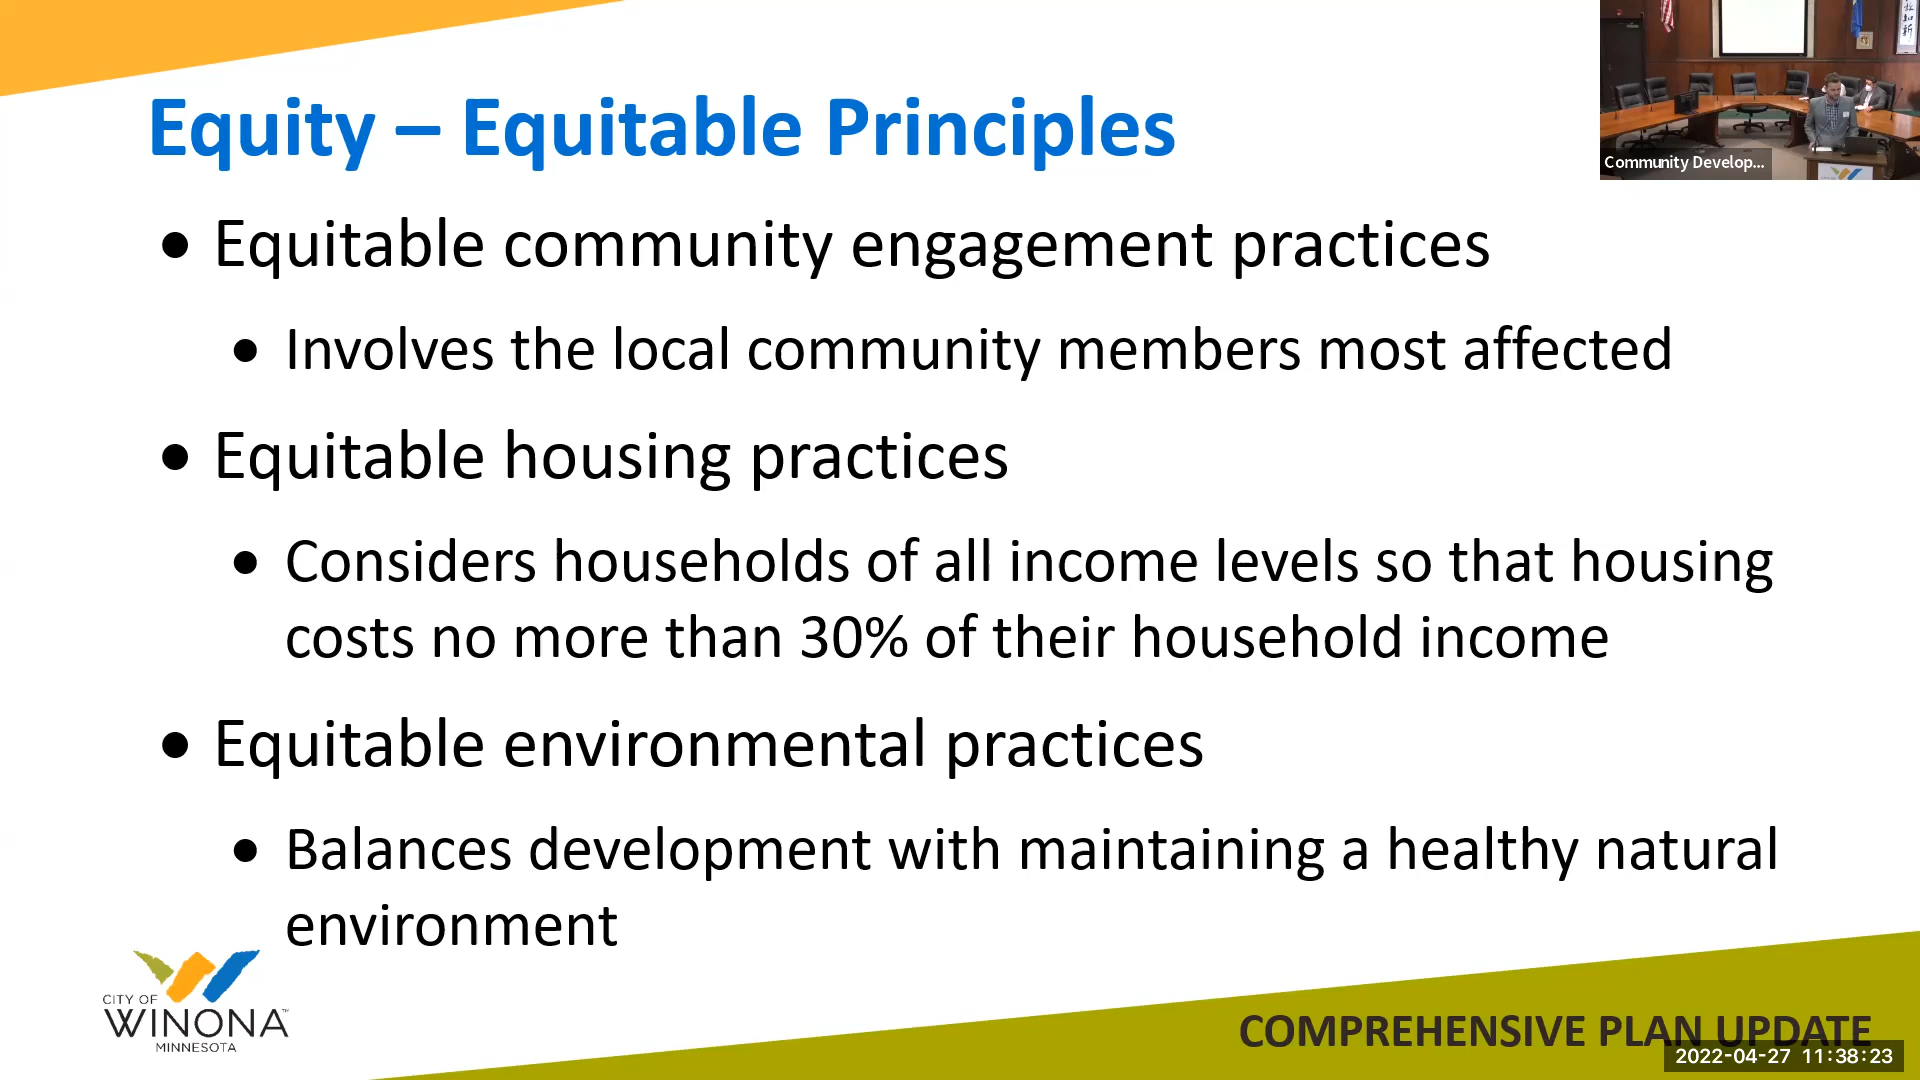 Equity – Equitable Principles
• Equitable community engagement practices
• Involves the local community members most affected
• Equitable housing practices
• Considers households of all income levels so that housing
costs no more than 30% of their household income
• Equitable environmental practices
• Balances development with maintaining a healthy natural
environment
CITY OF
WINONA™
MINNESOTA
COMPREHENSIVE PLAN UPDATE
2022-04-27 11:38:23
Community Develop...